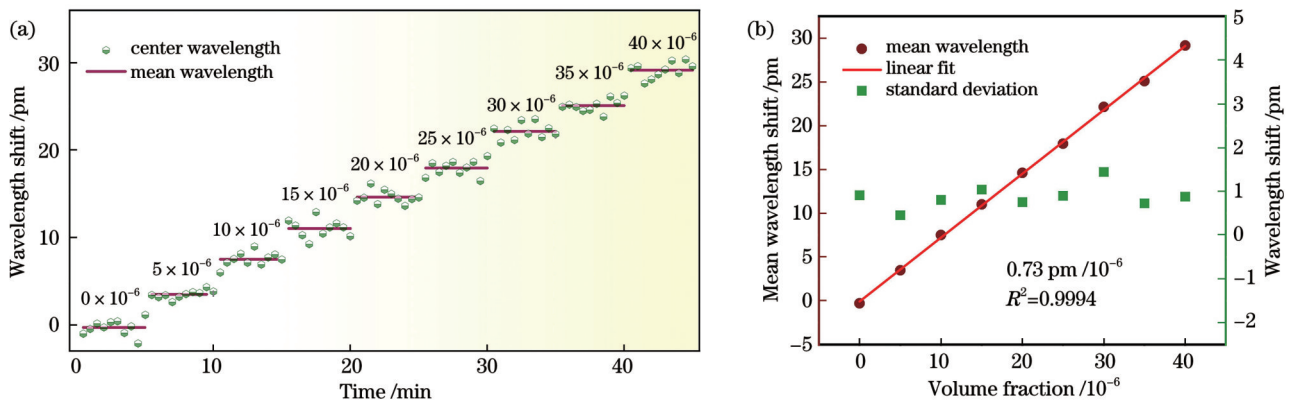 (a)
center wavelength
mean wavelength
0 × 10⁻⁶
5 × 10⁻⁶
10 × 10⁻⁶
15 × 10⁻⁶
20 × 10⁻⁶
25 × 10⁻⁶
30 × 10⁻⁶
35 × 10⁻⁶
40 × 10⁻⁶
Wavelength shift /pm
30
20
10
0
0
10
20
30
40
Time /min
(b)
mean wavelength
linear fit
standard deviation
0.73 pm /10⁻⁶
R²=0.9994
Mean wavelength shift /pm
30
25
20
15
10
5
0
−5
0
10
20
30
40
Volume fraction /10⁻⁶
5
4
3
2
1
0
−1
−2
Wavelength shift /pm